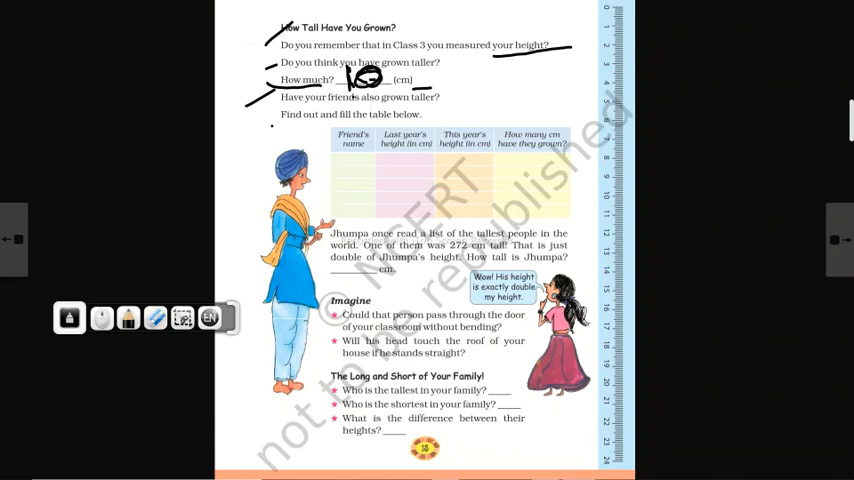 How Tall Have You Grown?
Do you remember that in Class 3 you measured your height?
Do you think you have grown taller?
How much? ________ (cm)
10
Have your friends also grown taller?
Find out and fill the table below.
Friend's name
Last year's height (in cm)
This year's height (in cm)
How many cm have they grown?
Jhumpa once read a list of the tallest people in the
world. One of them was 272 cm tall! That is just
double of Jhumpa's height. How tall is Jhumpa?
________ cm.
Wow! His height
is exactly double
my height.
Imagine
★ Could that person pass through the door
of your classroom without bending?
★ Will his head touch the roof of your
house if he stands straight?
The Long and Short of Your Family!
★ Who is the tallest in your family? ____
★ Who is the shortest in your family? ____
★ What is the difference between their
heights? ____
15
© NCERT
not to be republished
EN
0
1
2
3
4
5
6
7
8
9
10
11
12
13
14
15
16
17
18
19
20
21
22
23
24